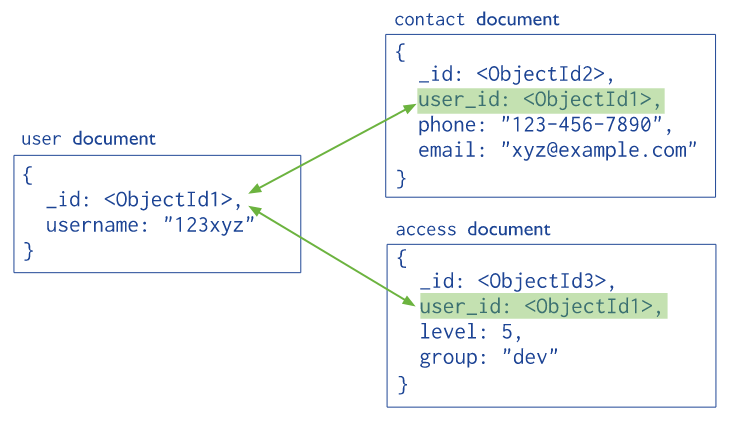 user document
{
_id: <ObjectId1>,
username: "123xyz"
}
contact document
{
_id: <ObjectId2>,
user_id: <ObjectId1>,
phone: "123-456-7890",
email: "xyz@example.com"
}
access document
{
_id: <ObjectId3>,
user_id: <ObjectId1>,
level: 5,
group: "dev"
}